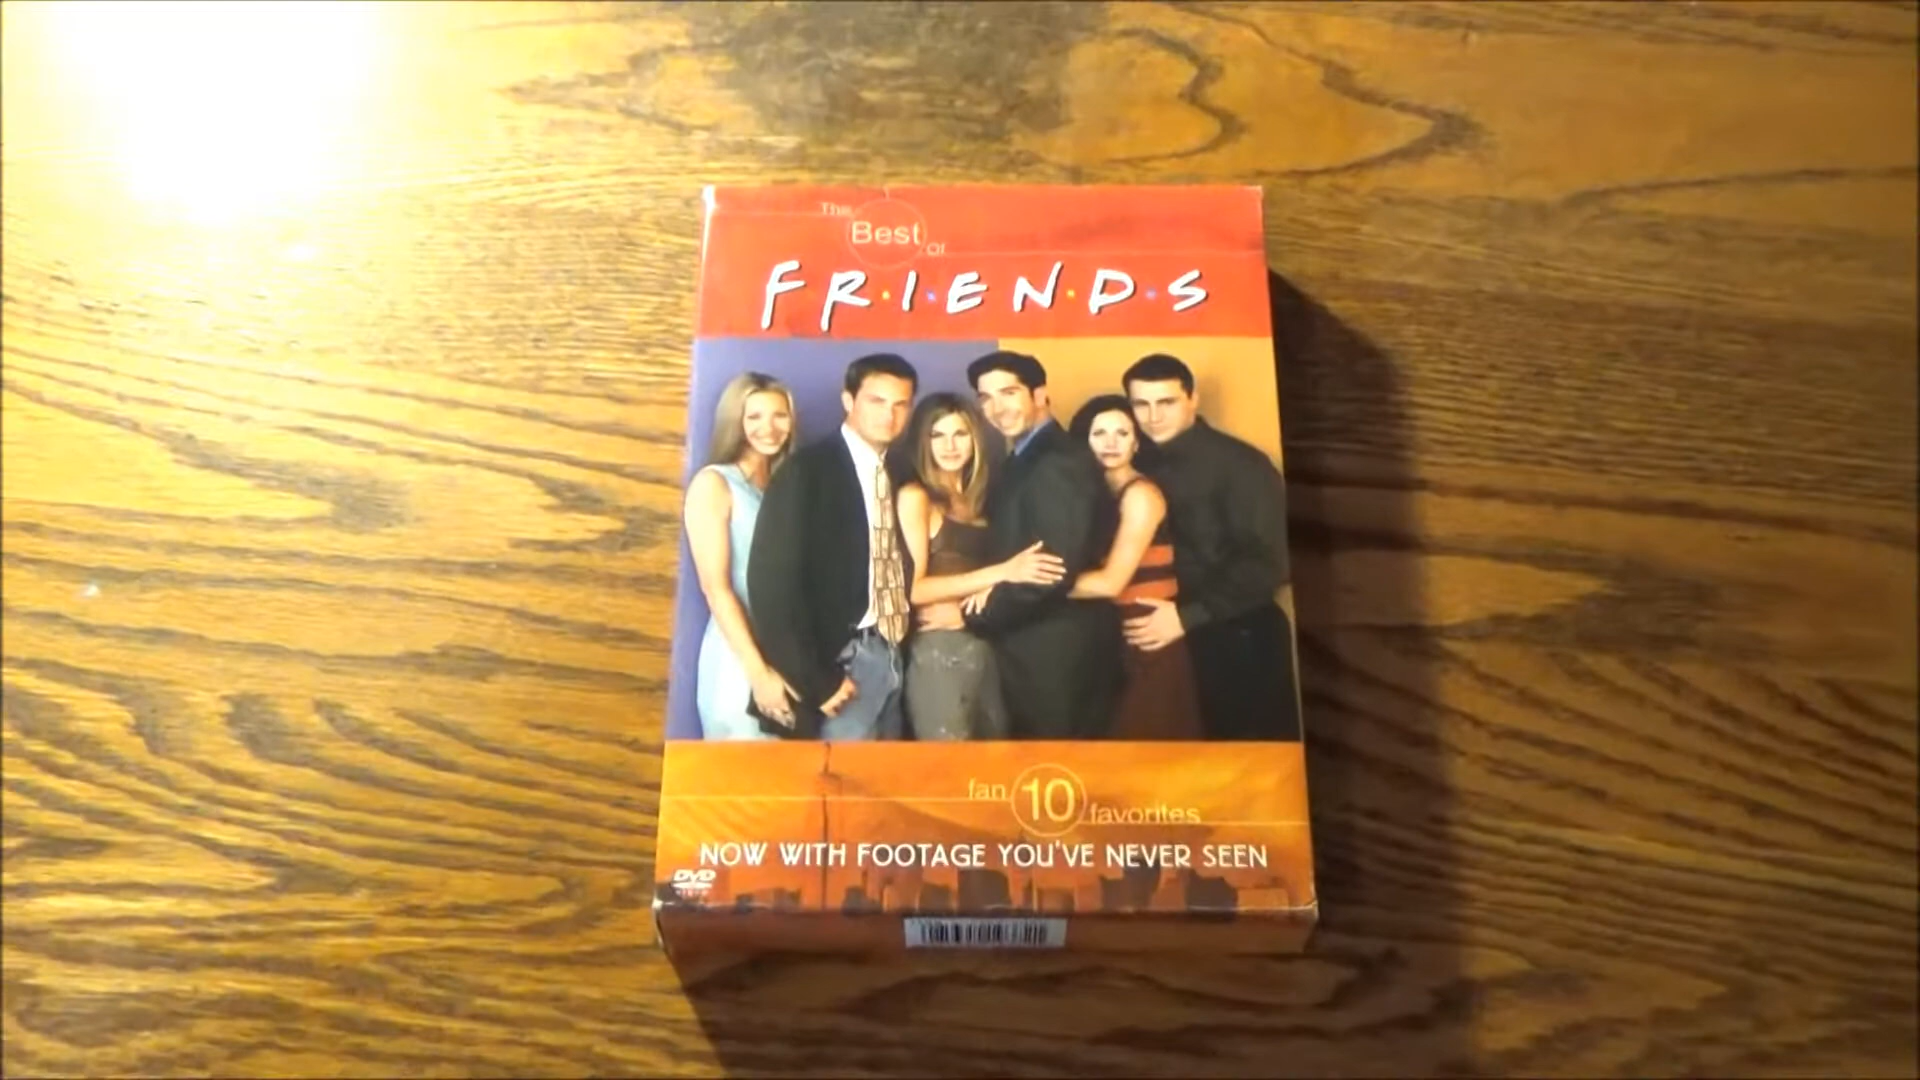 The
Best
Of
F·R·I·E·N·D·S
fan 10 favorites
NOW WITH FOOTAGE YOU'VE NEVER SEEN
DVD